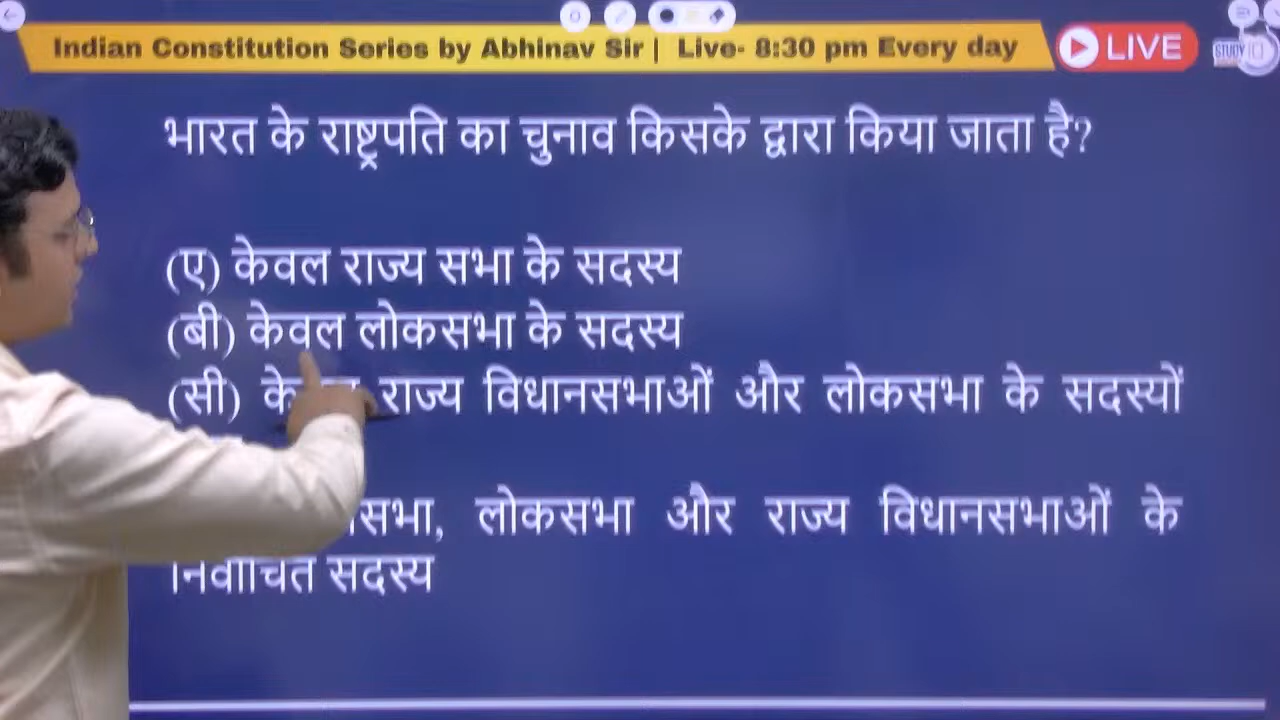 Indian Constitution Series by Abhinav Sir | Live- 8:30 pm Every day
LIVE
STUDY
भारत के राष्ट्रपति का चुनाव किसके द्वारा किया जाता है?
(ए) केवल राज्य सभा के सदस्य
(बी) केवल लोकसभा के सदस्य
(सी) राज्य विधानसभाओं और लोकसभा के सदस्यों
लोकसभा और राज्य विधानसभाओं के
निर्वाचित सदस्य